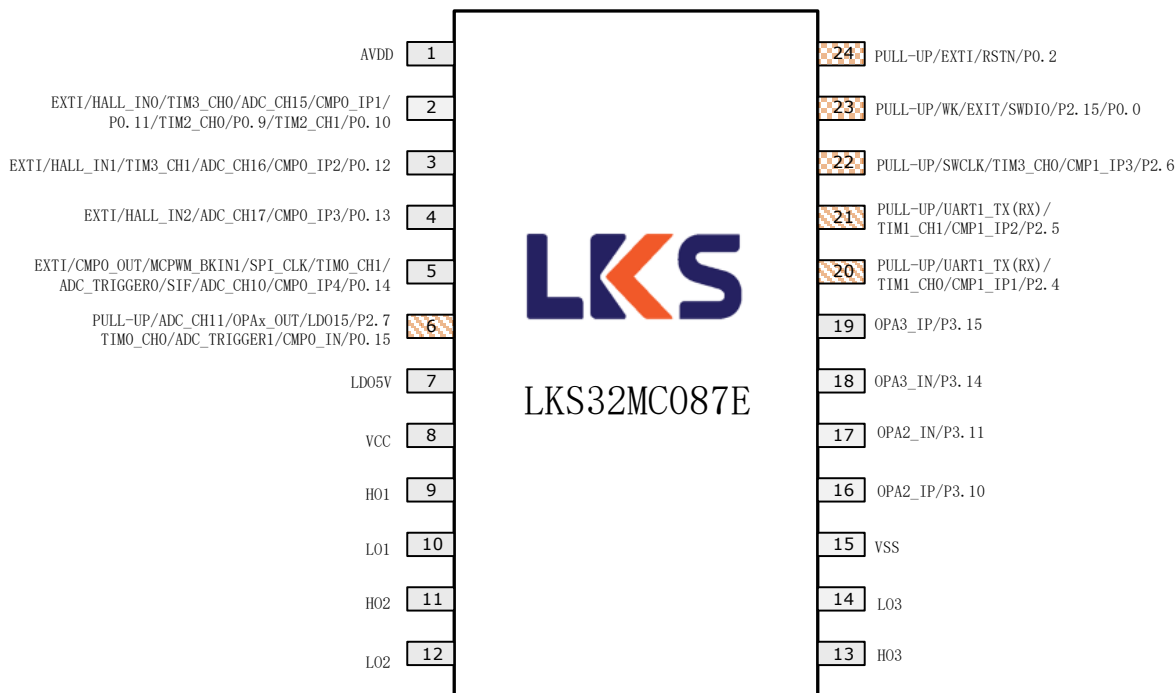 AVDD
1
EXTI/HALL_IN0/TIM3_CH0/ADC_CH15/CMP0_IP1/
P0.11/TIM2_CH0/P0.9/TIM2_CH1/P0.10
2
EXTI/HALL_IN1/TIM3_CH1/ADC_CH16/CMP0_IP2/P0.12
3
EXTI/HALL_IN2/ADC_CH17/CMP0_IP3/P0.13
4
EXTI/CMP0_OUT/MCPWM_BKIN1/SPI_CLK/TIM0_CH1/
ADC_TRIGGER0/SIF/ADC_CH10/CMP0_IP4/P0.14
5
PULL-UP/ADC_CH11/OPAx_OUT/LDO15/P2.7
TIM0_CH0/ADC_TRIGGER1/CMP0_IN/P0.15
6
LDO5V
7
VCC
8
HO1
9
LO1
10
HO2
11
LO2
12
LKS
LKS32MC087E
24
PULL-UP/EXTI/RSTN/P0.2
23
PULL-UP/WK/EXIT/SWDIO/P2.15/P0.0
22
PULL-UP/SWCLK/TIM3_CH0/CMP1_IP3/P2.6
21
PULL-UP/UART1_TX(RX)/
TIM1_CH1/CMP1_IP2/P2.5
20
PULL-UP/UART1_TX(RX)/
TIM1_CH0/CMP1_IP1/P2.4
19
OPA3_IP/P3.15
18
OPA3_IN/P3.14
17
OPA2_IN/P3.11
16
OPA2_IP/P3.10
15
VSS
14
LO3
13
HO3